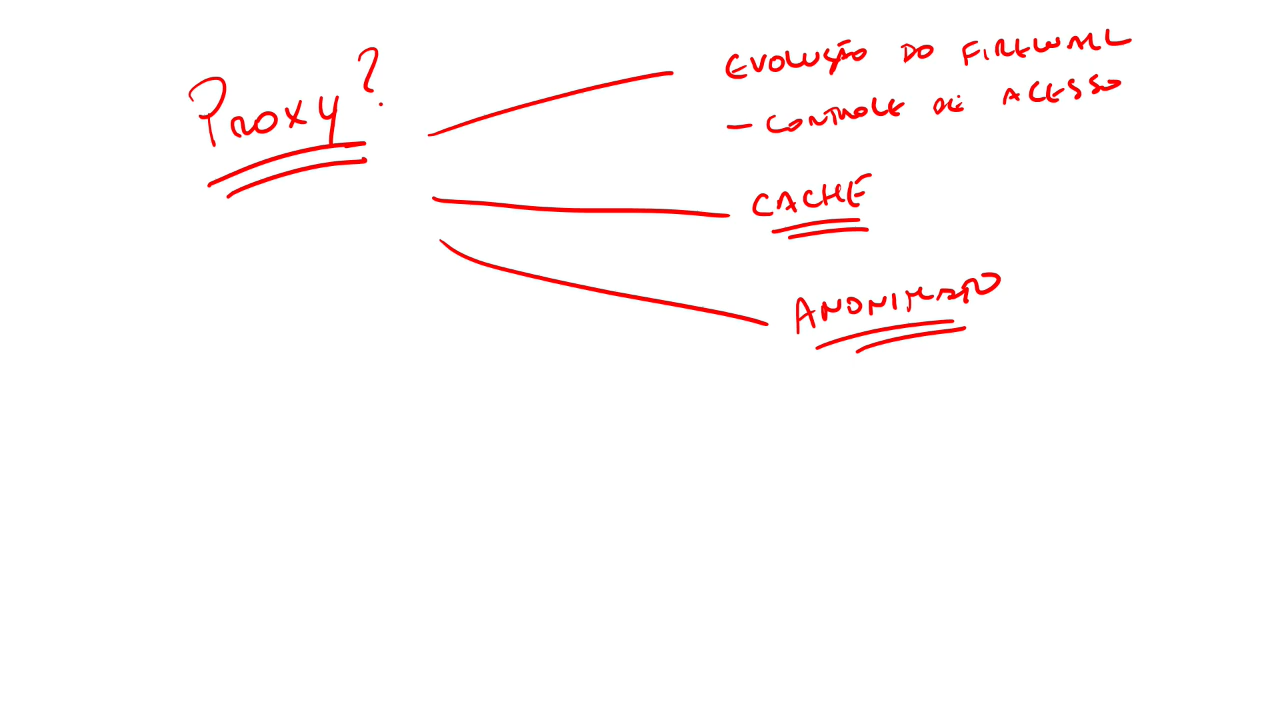 Proxy?
EVOLUÇÃO DO FIREWALL
- CONTROLE DE ACESSO
CACHE
ANONIMATO